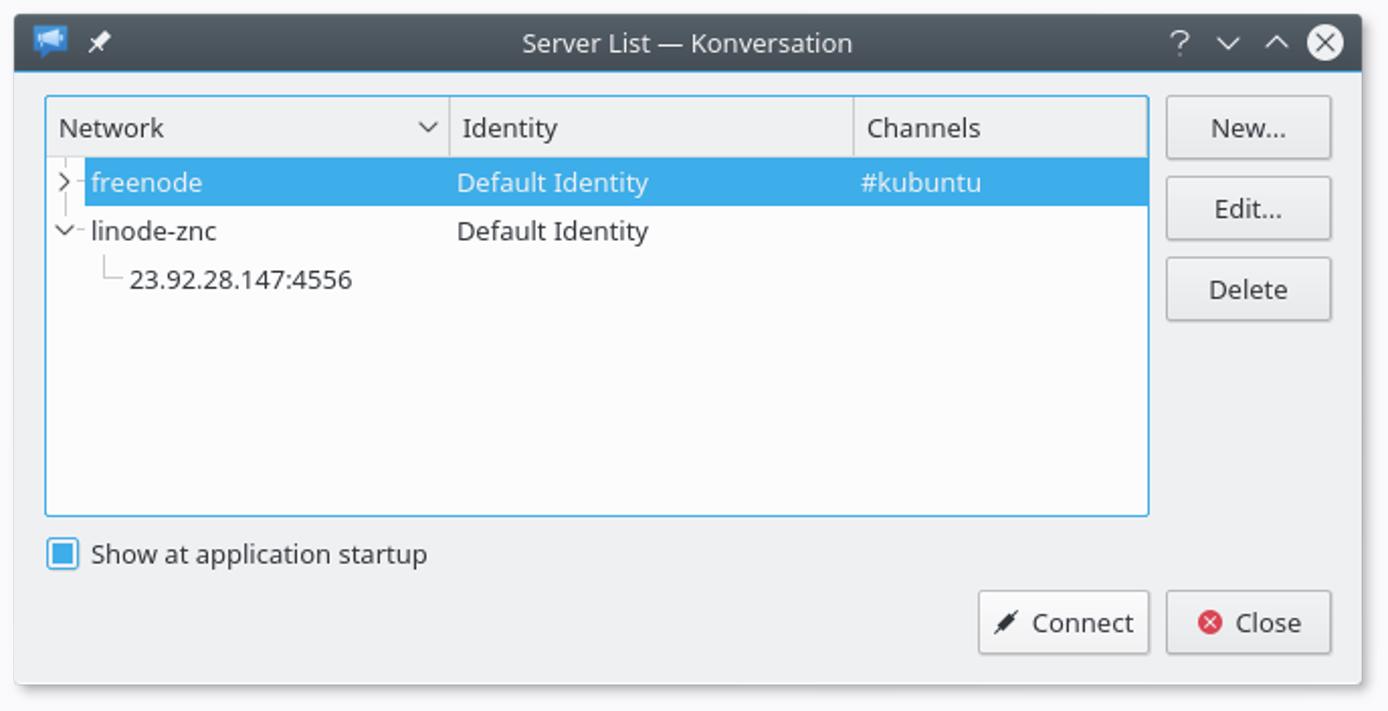 Server List — Konversation
Network Identity Channels
freenode Default Identity #kubuntu
linode-znc Default Identity
23.92.28.147:4556
New...
Edit...
Delete
Show at application startup
Connect Close